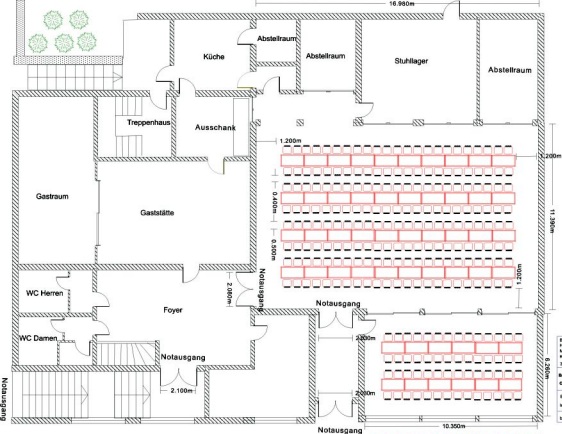 16.980m
Küche
Abstellraum
Abstellraum
Stuhllager
Abstellraum
Treppenhaus
Ausschank
1.200m
1.200m
Gastraum
Gaststätte
0.400m
0.500m
11.390m
WC Herren
Foyer
2.080m
Notausgang
Notausgang
1.200m
WC Damen
Notausgang
2.100m
2.000m
2.000m
6.260m
Notausgang
10.350m
Notausgang